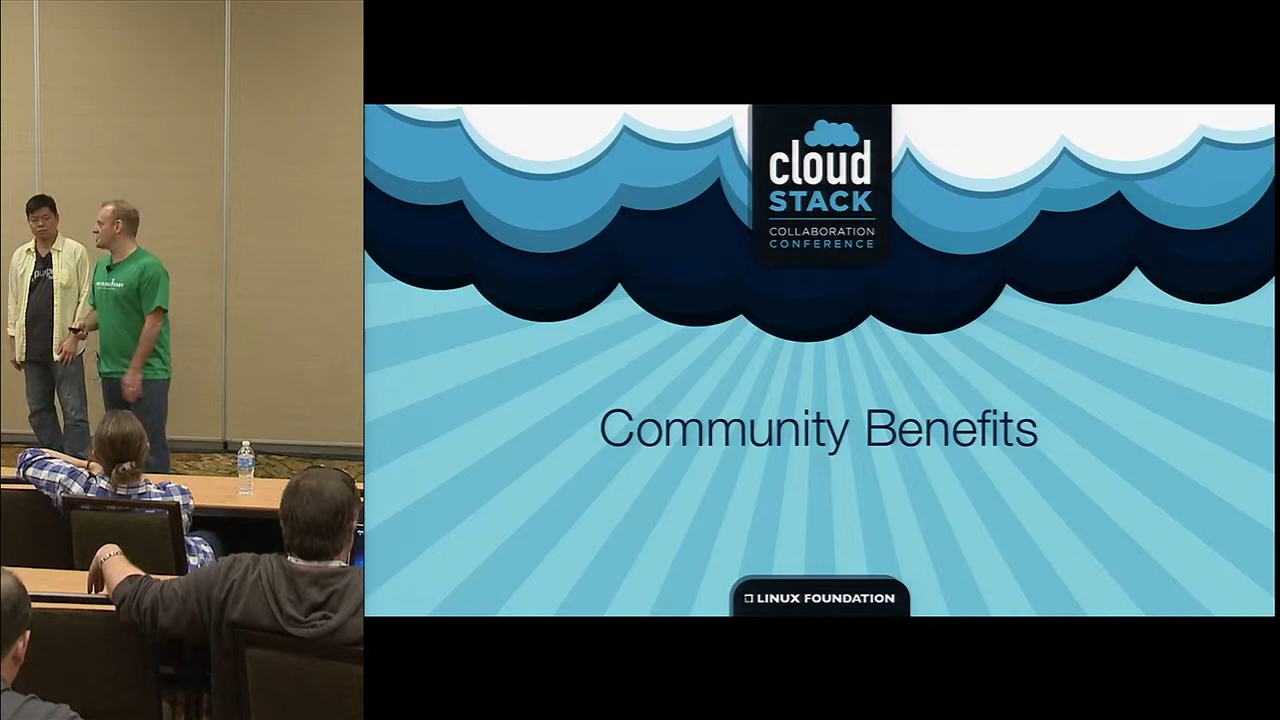 cloud
STACK
COLLABORATION
CONFERENCE
Community Benefits
LINUX FOUNDATION